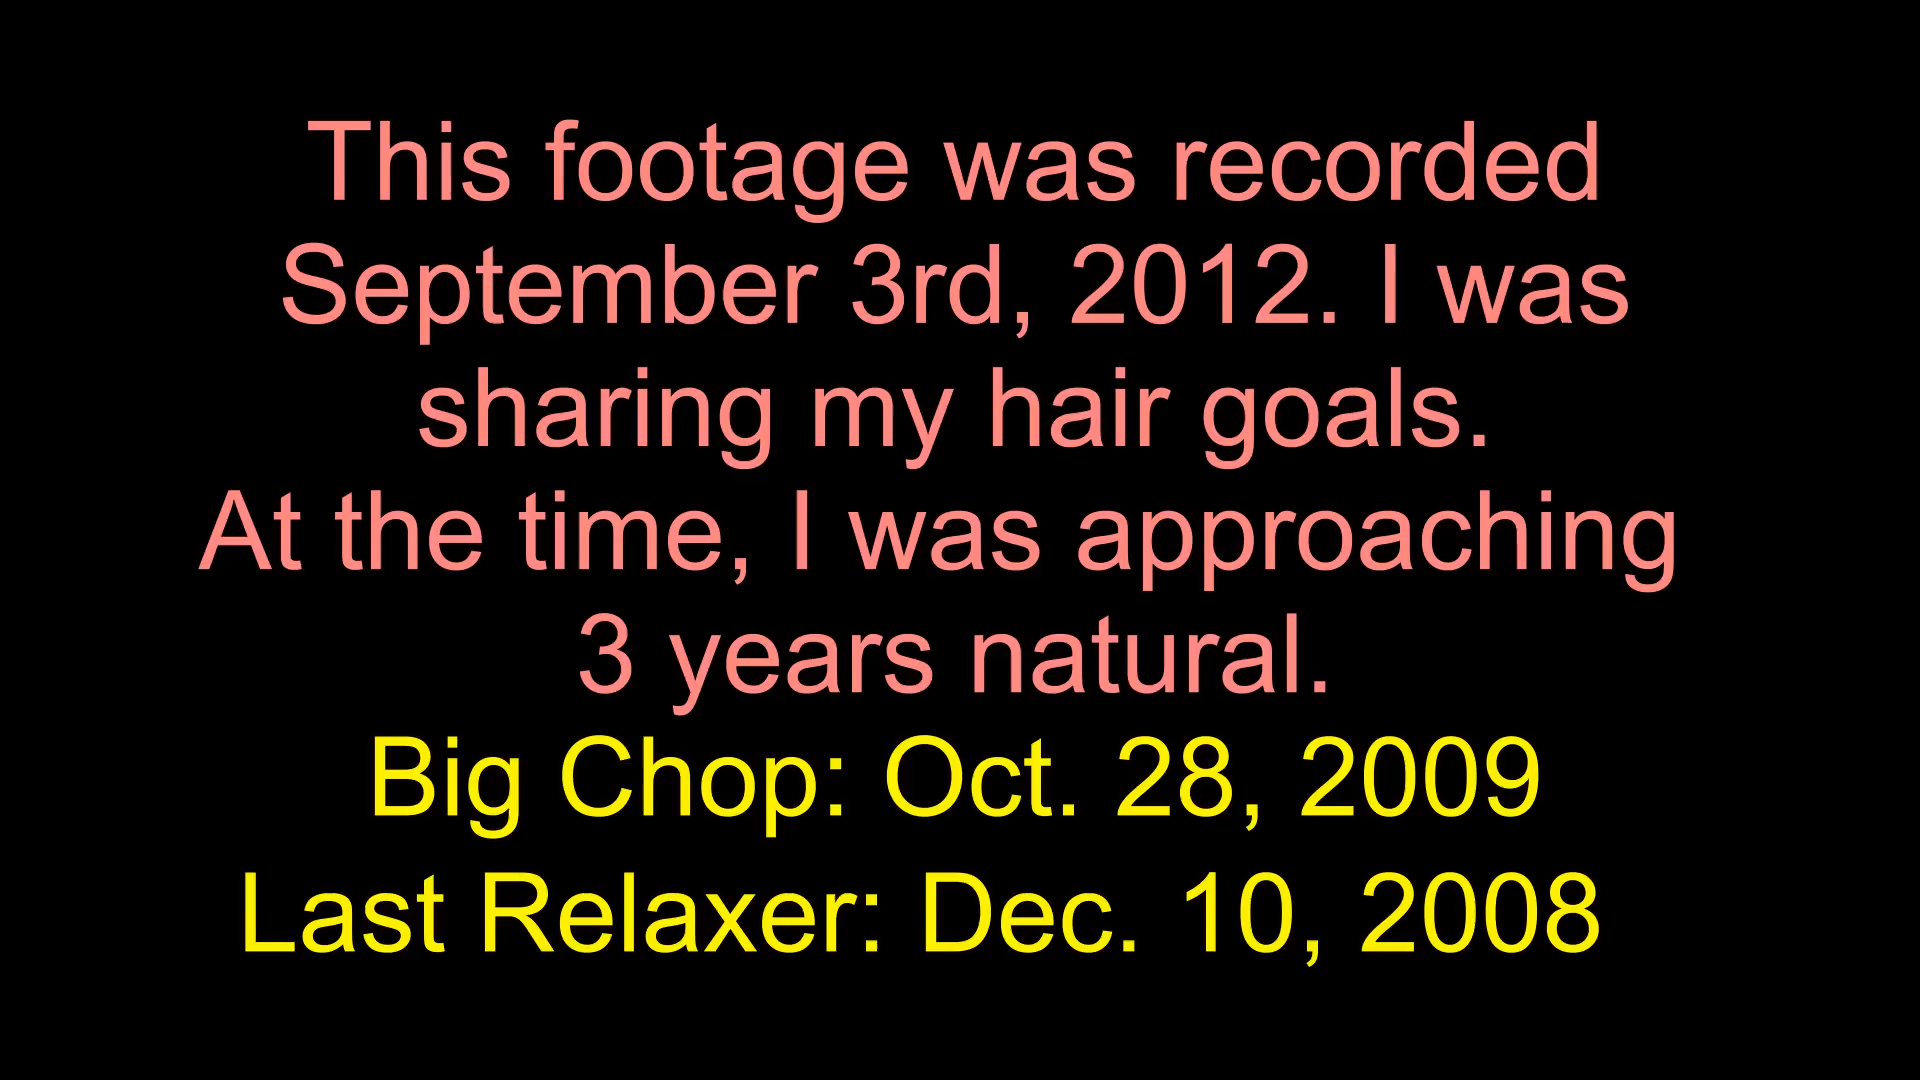 This footage was recorded
September 3rd, 2012. I was
sharing my hair goals.
At the time, I was approaching
3 years natural.
Big Chop: Oct. 28, 2009
Last Relaxer: Dec. 10, 2008